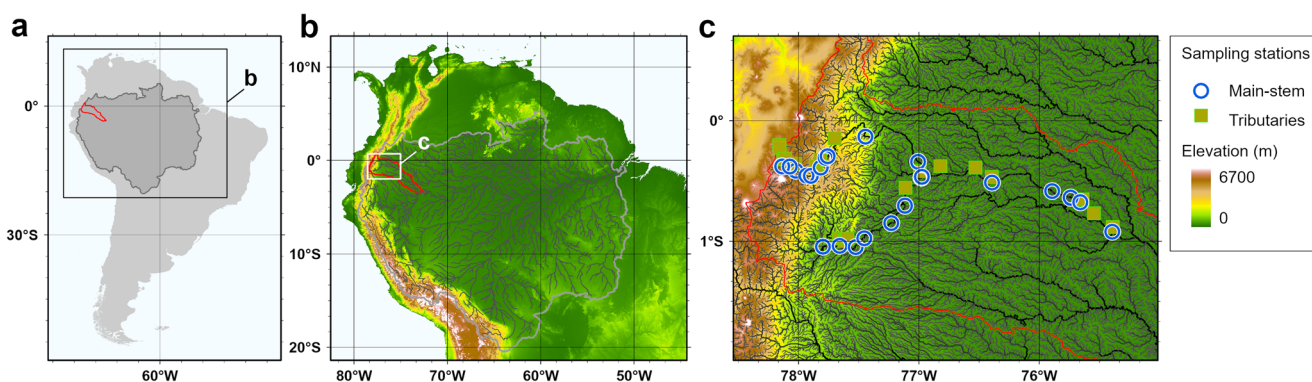 a
b
0°
30°S
60°W
b
c
10°N
0°
10°S
20°S
80°W
70°W
60°W
50°W
c
0°
1°S
78°W
77°W
76°W
Sampling stations
Main-stem
Tributaries
Elevation (m)
6700
0